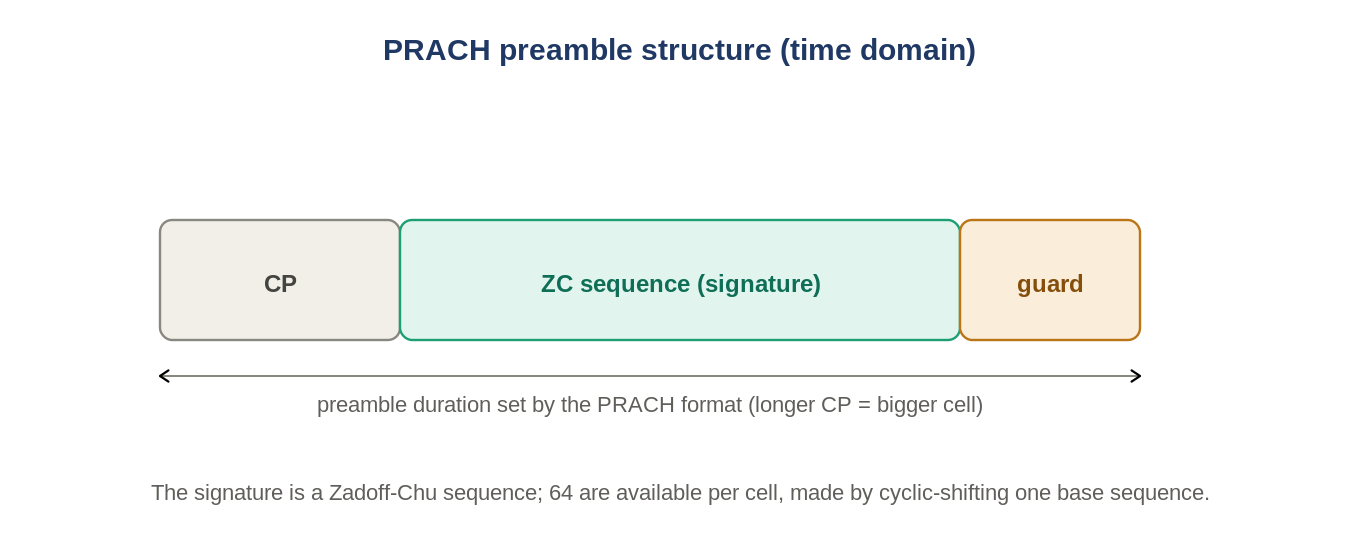 PRACH preamble structure (time domain)
CP
ZC sequence (signature)
guard
preamble duration set by the PRACH format (longer CP = bigger cell)
The signature is a Zadoff-Chu sequence; 64 are available per cell, made by cyclic-shifting one base sequence.